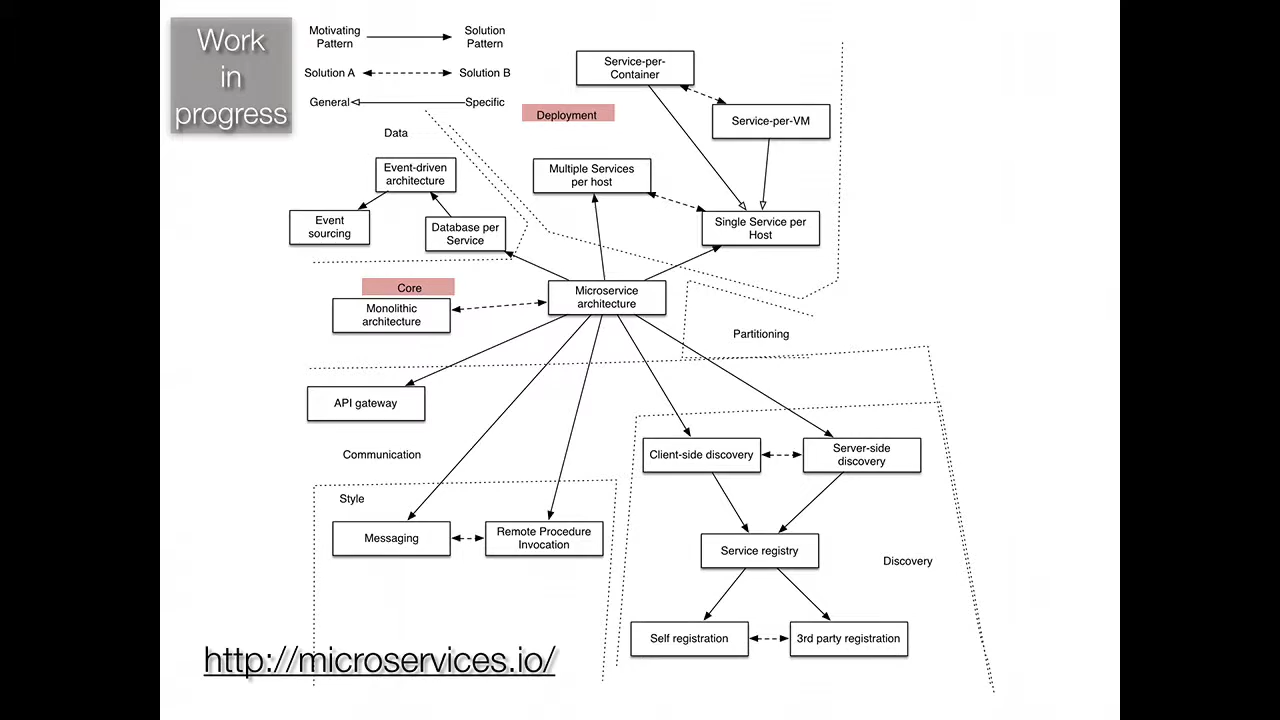 Work
in
progress
Motivating
Pattern
Solution
Pattern
Solution A
Solution B
General
Specific
Data
Event-driven
architecture
Event
sourcing
Database per
Service
Deployment
Service-per-
Container
Service-per-VM
Multiple Services
per host
Single Service per
Host
Core
Monolithic
architecture
Microservice
architecture
Partitioning
API gateway
Communication
Style
Messaging
Remote Procedure
Invocation
Client-side discovery
Server-side
discovery
Service registry
Discovery
Self registration
3rd party registration
http://microservices.io/